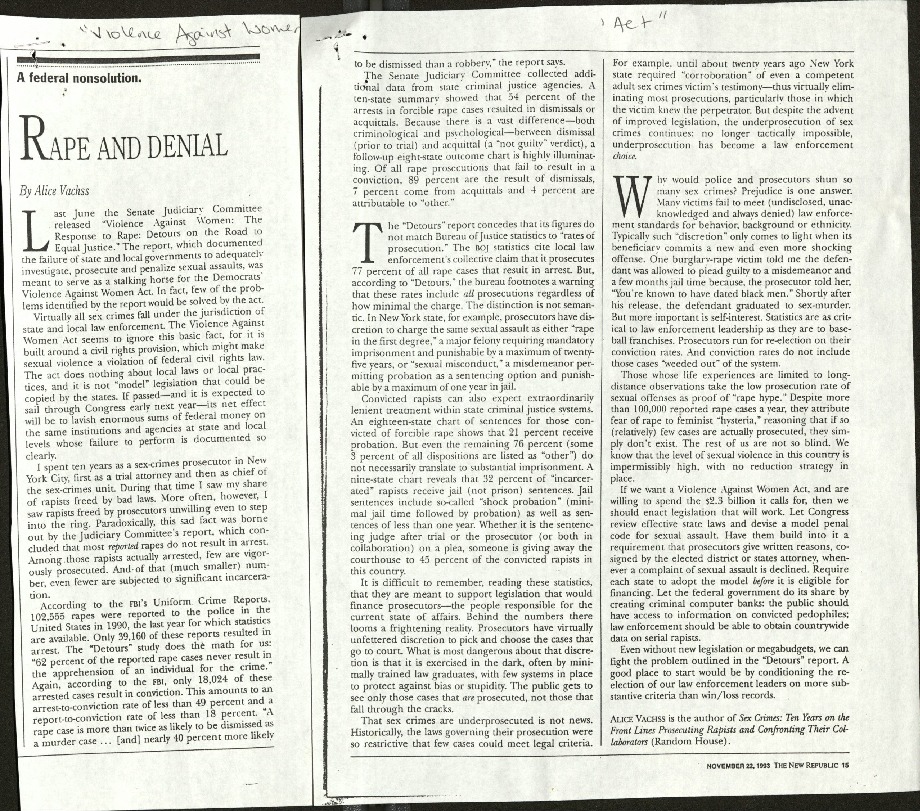 "Violence Against Women
Act"
A federal nonsolution.
RAPE AND DENIAL
By Alice Vachss
Last June the Senate Judiciary Committee
released "Violence Against Women: The
Response to Rape: Detours on the Road to
Equal Justice." The report, which documented
the failure of state and local governments to adequately
investigate, prosecute and penalize sexual assaults, was
meant to serve as a stalking horse for the Democrats'
Violence Against Women Act. In fact, few of the prob-
lems identified by the report would be solved by the act.
Virtually all sex crimes fall under the jurisdiction of
state and local law enforcement. The Violence Against
Women Act seems to ignore this basic fact, for it is
built around a civil rights provision, which might make
sexual violence a violation of federal civil rights law.
The act does nothing about local laws or local prac-
tices, and it is not "model" legislation that could be
copied by the states. If passed—and it is expected to
sail through Congress early next year—its net effect
will be to lavish enormous sums of federal money on
the same institutions and agencies at state and local
levels whose failure to perform is documented so
clearly.
I spent ten years as a sex-crimes prosecutor in New
York City, first as a trial attorney and then as chief of
the sex-crimes unit. During that time I saw my share
of rapists freed by bad laws. More often, however, I
saw rapists freed by prosecutors unwilling even to step
into the ring. Paradoxically, this sad fact was borne
out by the Judiciary Committee's report, which con-
cluded that most reported rapes do not result in arrest.
Among those rapists actually arrested, few are vigor-
ously prosecuted. And of that (much smaller) num-
ber, even fewer are subjected to significant incarcera-
tion.
According to the FBI's Uniform Crime Reports,
102,555 rapes were reported to the police in the
United States in 1990, the last year for which statistics
are available. Only 39,160 of these reports resulted in
arrest. The "Detours" study does the math for us:
"62 percent of the reported rape cases never result in
the apprehension of an individual for the crime."
Again, according to the FBI, only 18,024 of these
arrested cases result in conviction. This amounts to an
arrest-to-conviction rate of less than 49 percent and a
report-to-conviction rate of less than 18 percent. "A
rape case is more than twice as likely to be dismissed as
a murder case ... [and] nearly 40 percent more likely
to be dismissed than a robbery," the report says.
The Senate Judiciary Committee collected addi-
tional data from state criminal justice agencies. A
ten-state summary showed that 54 percent of the
arrests in forcible rape cases resulted in dismissals or
acquittals. Because there is a vast difference—both
criminological and psychological—between dismissal
(prior to trial) and acquittal (a "not guilty" verdict), a
follow-up eight-state outcome chart is highly illuminat-
ing. Of all rape prosecutions that fail to result in a
conviction, 89 percent are the result of dismissals,
7 percent come from acquittals and 4 percent are
attributable to "other."
The "Detours" report concedes that its figures do
not match Bureau of Justice statistics to "rates of
prosecution." The BOJ statistics cite local law
enforcement's collective claim that it prosecutes
77 percent of all rape cases that result in arrest. But,
according to "Detours," the bureau footnotes a warning
that these rates include all prosecutions regardless of
how minimal the charge. The distinction is not seman-
tic. In New York state, for example, prosecutors have dis-
cretion to charge the same sexual assault as either "rape
in the first degree," a major felony requiring mandatory
imprisonment and punishable by a maximum of twenty-
five years, or "sexual misconduct," a misdemeanor per-
mitting probation as a sentencing option and punish-
able by a maximum of one year in jail.
Convicted rapists can also expect extraordinarily
lenient treatment within state criminal justice systems.
An eighteen-state chart of sentences for those con-
victed of forcible rape shows that 21 percent receive
probation. But even the remaining 76 percent (some
3 percent of all dispositions are listed as "other") do
not necessarily translate to substantial imprisonment. A
nine-state chart reveals that 32 percent of "incarcer-
ated" rapists receive jail (not prison) sentences. Jail
sentences include so-called "shock probation" (mini-
mal jail time followed by probation) as well as sen-
tences of less than one year. Whether it is the sentenc-
ing judge after trial or the prosecutor (or both in
collaboration) on a plea, someone is giving away the
courthouse to 45 percent of the convicted rapists in
this country.
It is difficult to remember, reading these statistics,
that they are meant to support legislation that would
finance prosecutors—the people responsible for the
current state of affairs. Behind the numbers there
looms a frightening reality. Prosecutors have virtually
unfettered discretion to pick and choose the cases that
go to court. What is most dangerous about that discre-
tion is that it is exercised in the dark, often by mini-
mally trained law graduates, with few systems in place
to protect against bias or stupidity. The public gets to
see only those cases that are prosecuted, not those that
fall through the cracks.
That sex crimes are underprosecuted is not news.
Historically, the laws governing their prosecution were
so restrictive that few cases could meet legal criteria.
For example, until about twenty years ago New York
state required "corroboration" of even a competent
adult sex crimes victim's testimony—thus virtually elim-
inating most prosecutions, particularly those in which
the victim knew the perpetrator. But despite the advent
of improved legislation, the underprosecution of sex
crimes continues: no longer tactically impossible,
underprosecution has become a law enforcement
choice.
Why would police and prosecutors shun so
many sex crimes? Prejudice is one answer.
Many victims fail to meet (undisclosed, unac-
knowledged and always denied) law enforce-
ment standards for behavior, background or ethnicity.
Typically such "discretion" only comes to light when its
beneficiary commits a new and even more shocking
offense. One burglary-rape victim told me the defen-
dant was allowed to plead guilty to a misdemeanor and
a few months jail time because, the prosecutor told her,
"You're known to have dated black men." Shortly after
his release, the defendant graduated to sex-murder.
But more important is self-interest. Statistics are as crit-
ical to law enforcement leadership as they are to base-
ball franchises. Prosecutors run for re-election on their
conviction rates. And conviction rates do not include
those cases "weeded out" of the system.
Those whose life experiences are limited to long-
distance observations take the low prosecution rate of
sexual offenses as proof of "rape hype." Despite more
than 100,000 reported rape cases a year, they attribute
fear of rape to feminist "hysteria," reasoning that if so
(relatively) few cases are actually prosecuted, they sim-
ply don't exist. The rest of us are not so blind. We
know that the level of sexual violence in this country is
impermissibly high, with no reduction strategy in
place.
If we want a Violence Against Women Act, and are
willing to spend the $2.3 billion it calls for, then we
should enact legislation that will work. Let Congress
review effective state laws and devise a model penal
code for sexual assault. Have them build into it a
requirement that prosecutors give written reasons, co-
signed by the elected district or states attorney, when-
ever a complaint of sexual assault is declined. Require
each state to adopt the model before it is eligible for
financing. Let the federal government do its share by
creating criminal computer banks: the public should
have access to information on convicted pedophiles;
law enforcement should be able to obtain countrywide
data on serial rapists.
Even without new legislation or megabudgets, we can
fight the problem outlined in the "Detours" report. A
good place to start would be by conditioning the re-
election of our law enforcement leaders on more sub-
stantive criteria than win/loss records.
ALICE VACHSS is the author of Sex Crimes: Ten Years on the
Front Lines Prosecuting Rapists and Confronting Their Col-
laborators (Random House).
NOVEMBER 22, 1993 THE NEW REPUBLIC 15